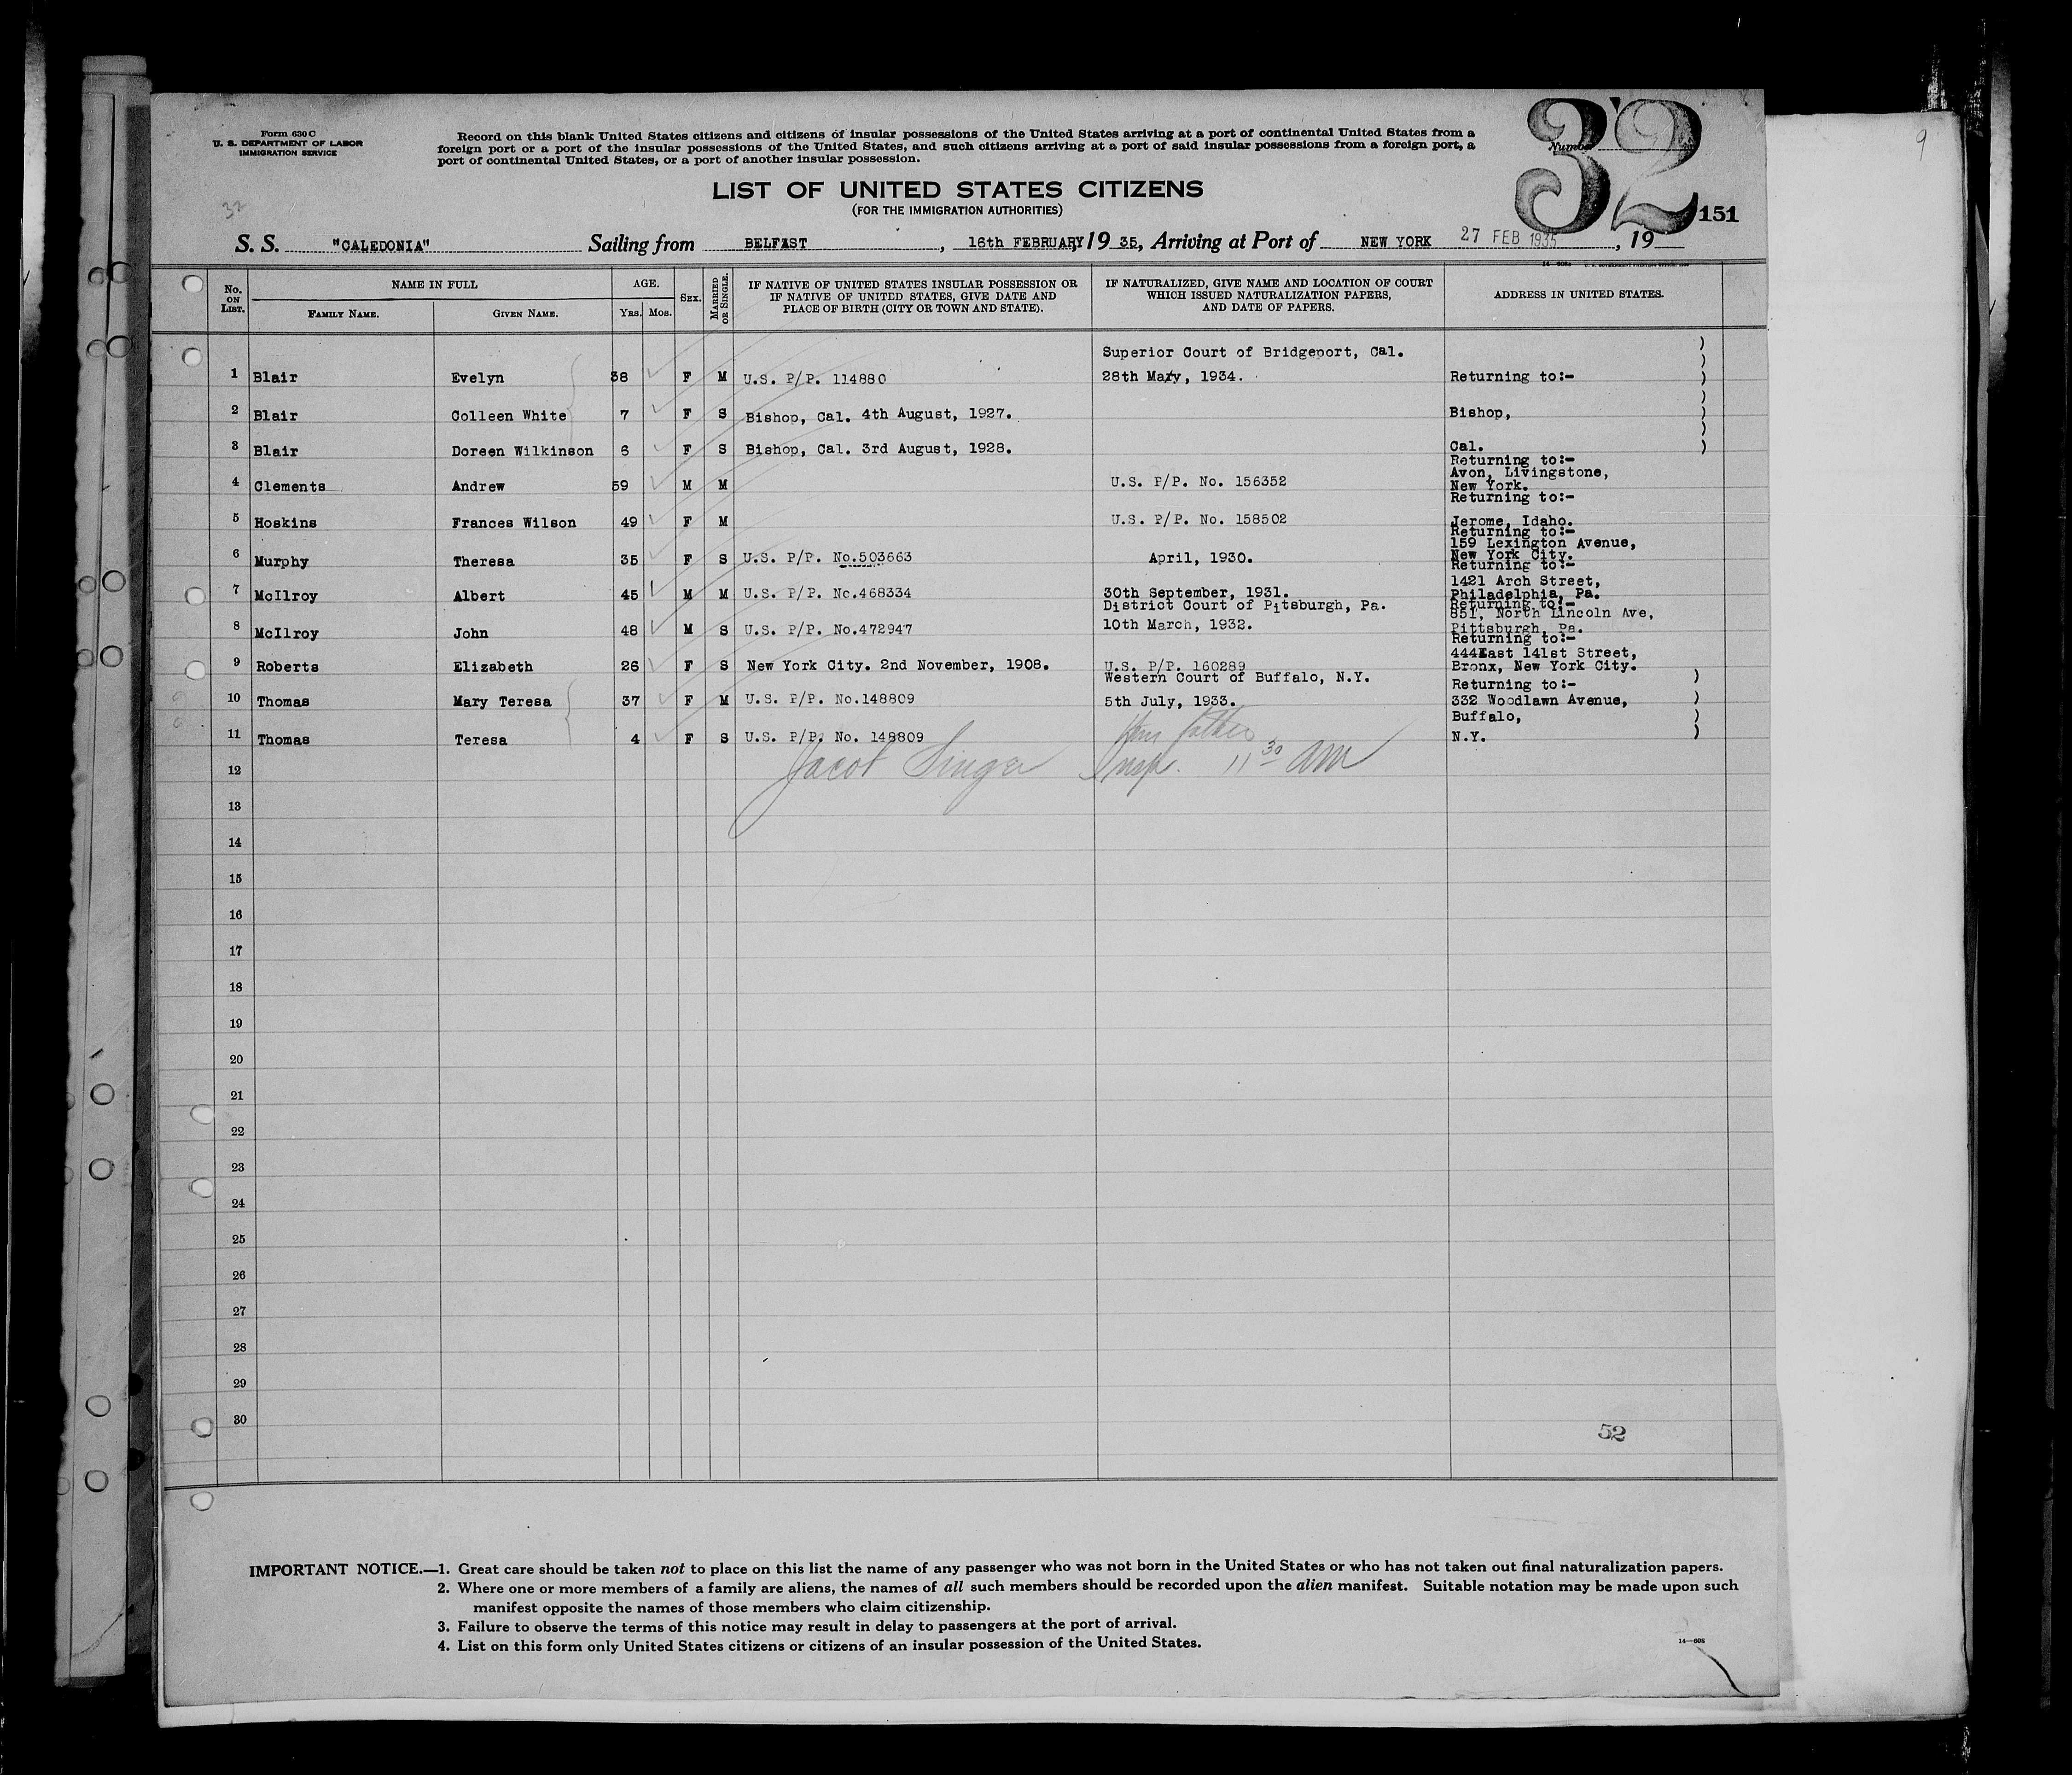 9
Form 630 C
U. S. DEPARTMENT OF LABOR
IMMIGRATION SERVICE
Record on this blank United States citizens and citizens of insular possessions of the United States arriving at a port of continental United States from a
foreign port or a port of the insular possessions of the United States, and such citizens arriving at a port of said insular possessions from a foreign port, a
port of continental United States, or a port of another insular possession.
Number
32
LIST OF UNITED STATES CITIZENS
(FOR THE IMMIGRATION AUTHORITIES)
32
151
S. S. "CALEDONIA" Sailing from BELFAST, 16th FEBRUARY, 19 35, Arriving at Port of NEW YORK 27 FEB 1935, 19
No. ON LIST. NAME IN FULL AGE. SEX. MARRIED OR SINGLE. IF NATIVE OF UNITED STATES INSULAR POSSESSION OR IF NATIVE OF UNITED STATES, GIVE DATE AND PLACE OF BIRTH (CITY OR TOWN AND STATE). IF NATURALIZED, GIVE NAME AND LOCATION OF COURT WHICH ISSUED NATURALIZATION PAPERS, AND DATE OF PAPERS. ADDRESS IN UNITED STATES.
FAMILY NAME. GIVEN NAME. YRS. MOS.
Superior Court of Bridgeport, Cal.
1 Blair Evelyn 38 F M U.S. P/P. 114880 28th May, 1934. Returning to:-
2 Blair Colleen White 7 F S Bishop, Cal. 4th August, 1927. Bishop,
3 Blair Doreen Wilkinson 6 F S Bishop, Cal. 3rd August, 1928. Cal.
Returning to:-
Avon, Livingstone,
4 Clements Andrew 59 M M U.S. P/P. No. 156352 New York.
Returning to:-
5 Hoskins Frances Wilson 49 F M U.S. P/P. No. 158502 Jerome, Idaho.
Returning to:-
159 Lexington Avenue,
6 Murphy Theresa 35 F S U.S. P/P. No.503663 April, 1930. New York City.
Returning to:-
1421 Arch Street,
7 McIlroy Albert 45 M M U.S. P/P. No.468334 30th September, 1931. Philadelphia, Pa.
District Court of Pitsburgh, Pa. Returning to:-
851, North Lincoln Ave,
8 McIlroy John 48 M S U.S. P/P. No.472947 10th March, 1932. Pittsburgh, Pa.
Returning to:-
444 East 141st Street,
9 Roberts Elizabeth 26 F S New York City. 2nd November, 1908. U.S. P/P. 160289 Bronx, New York City.
Western Court of Buffalo, N.Y. Returning to:-
10 Thomas Mary Teresa 37 F M U.S. P/P. No.148809 5th July, 1933. 332 Woodlawn Avenue,
Buffalo,
11 Thomas Teresa 4 F S U.S. P/P. No. 148809 N.Y.
father
12 Jacob Singer Insp. 11 30 AM
13
14
15
16
17
18
19
20
21
22
23
24
25
26
27
28
29
30
52
IMPORTANT NOTICE.—1. Great care should be taken not to place on this list the name of any passenger who was not born in the United States or who has not taken out final naturalization papers.
2. Where one or more members of a family are aliens, the names of all such members should be recorded upon the alien manifest. Suitable notation may be made upon such
manifest opposite the names of those members who claim citizenship.
3. Failure to observe the terms of this notice may result in delay to passengers at the port of arrival.
4. List on this form only United States citizens or citizens of an insular possession of the United States.
14—608